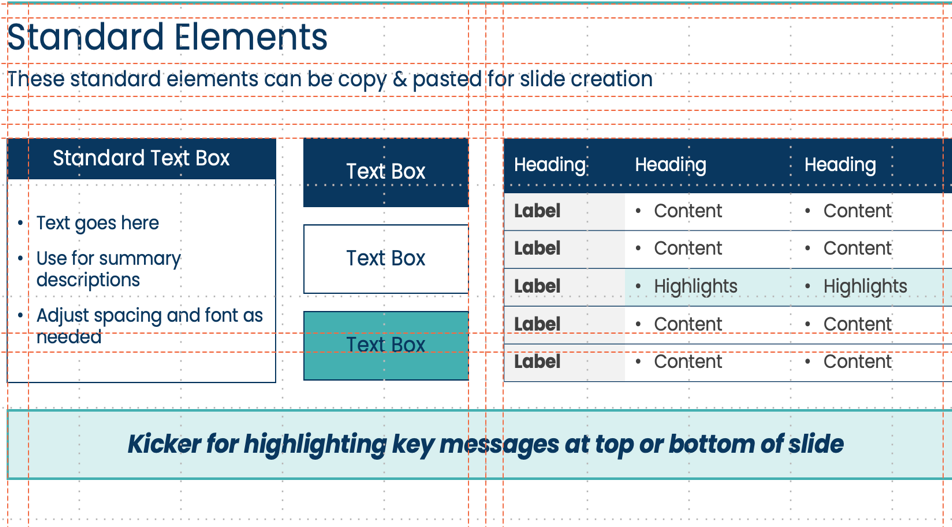 Standard Elements
These standard elements can be copy & pasted for slide creation
Standard Text Box
• Text goes here
• Use for summary
descriptions
• Adjust spacing and font as
needed
Text Box
Text Box
Text Box
Heading Heading Heading
Label • Content • Content
Label • Content • Content
Label • Highlights • Highlights
Label • Content • Content
Label • Content • Content
Kicker for highlighting key messages at top or bottom of slide